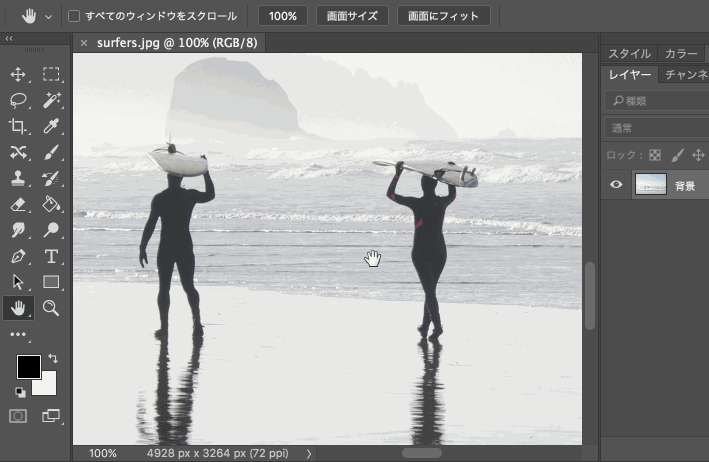 すべてのウィンドウをスクロール 100% 画面サイズ 画面にフィット
× surfers.jpg @ 100% (RGB/8)
スタイル カラー
レイヤー チャンネ
種類
通常
ロック：
背景
T
100% 4928 px x 3264 px (72 ppi)